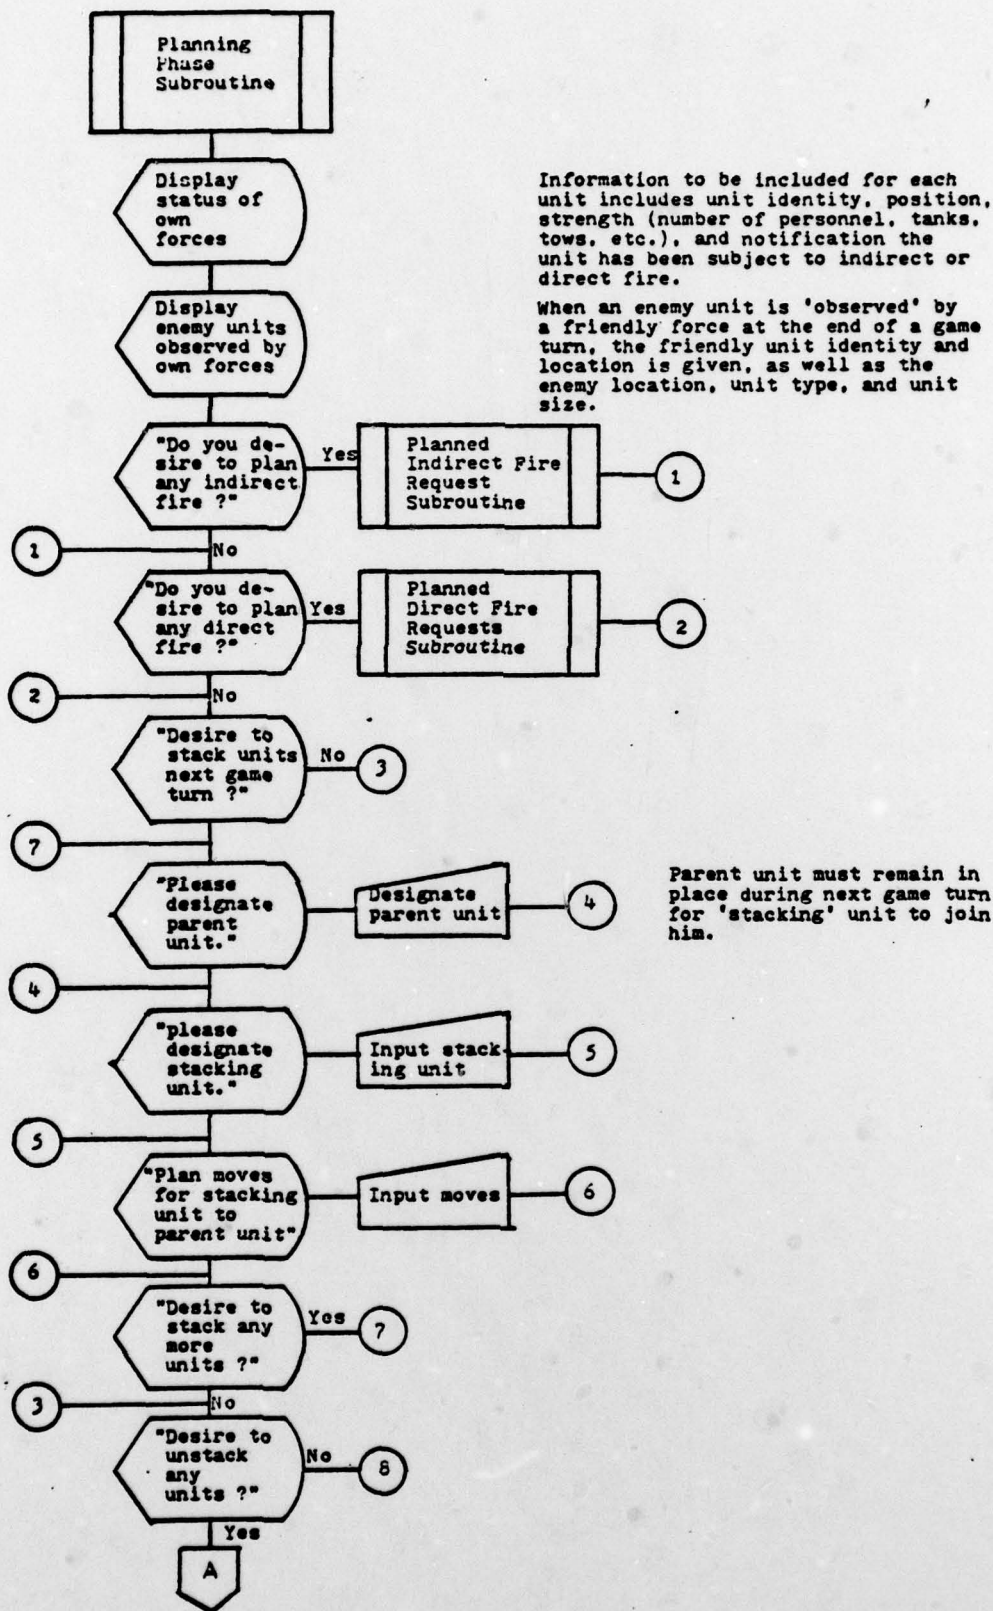 Planning
Phase
Subroutine
Display
status of
own
forces
Information to be included for each
unit includes unit identity, position,
strength (number of personnel, tanks,
tows, etc.), and notification the
unit has been subject to indirect or
direct fire.
Display
enemy units
observed by
own forces
When an enemy unit is 'observed' by
a friendly force at the end of a game
turn, the friendly unit identity and
location is given, as well as the
enemy location, unit type, and unit
size.
"Do you de-
sire to plan
any indirect
fire ?"
Yes
Planned
Indirect Fire
Request
Subroutine
1
1
No
"Do you de-
sire to plan
any direct
fire ?"
Yes
Planned
Direct Fire
Requests
Subroutine
2
2
No
"Desire to
stack units
next game
turn ?"
No
3
7
"Please
designate
parent
unit."
Designate
parent unit
4
Parent unit must remain in
place during next game turn
for 'stacking' unit to join
him.
4
"please
designate
stacking
unit."
Input stack-
ing unit
5
5
"Plan moves
for stacking
unit to
parent unit"
Input moves
6
6
"Desire to
stack any
more
units ?"
Yes
7
3
No
"Desire to
unstack
any
units ?"
No
8
Yes
A